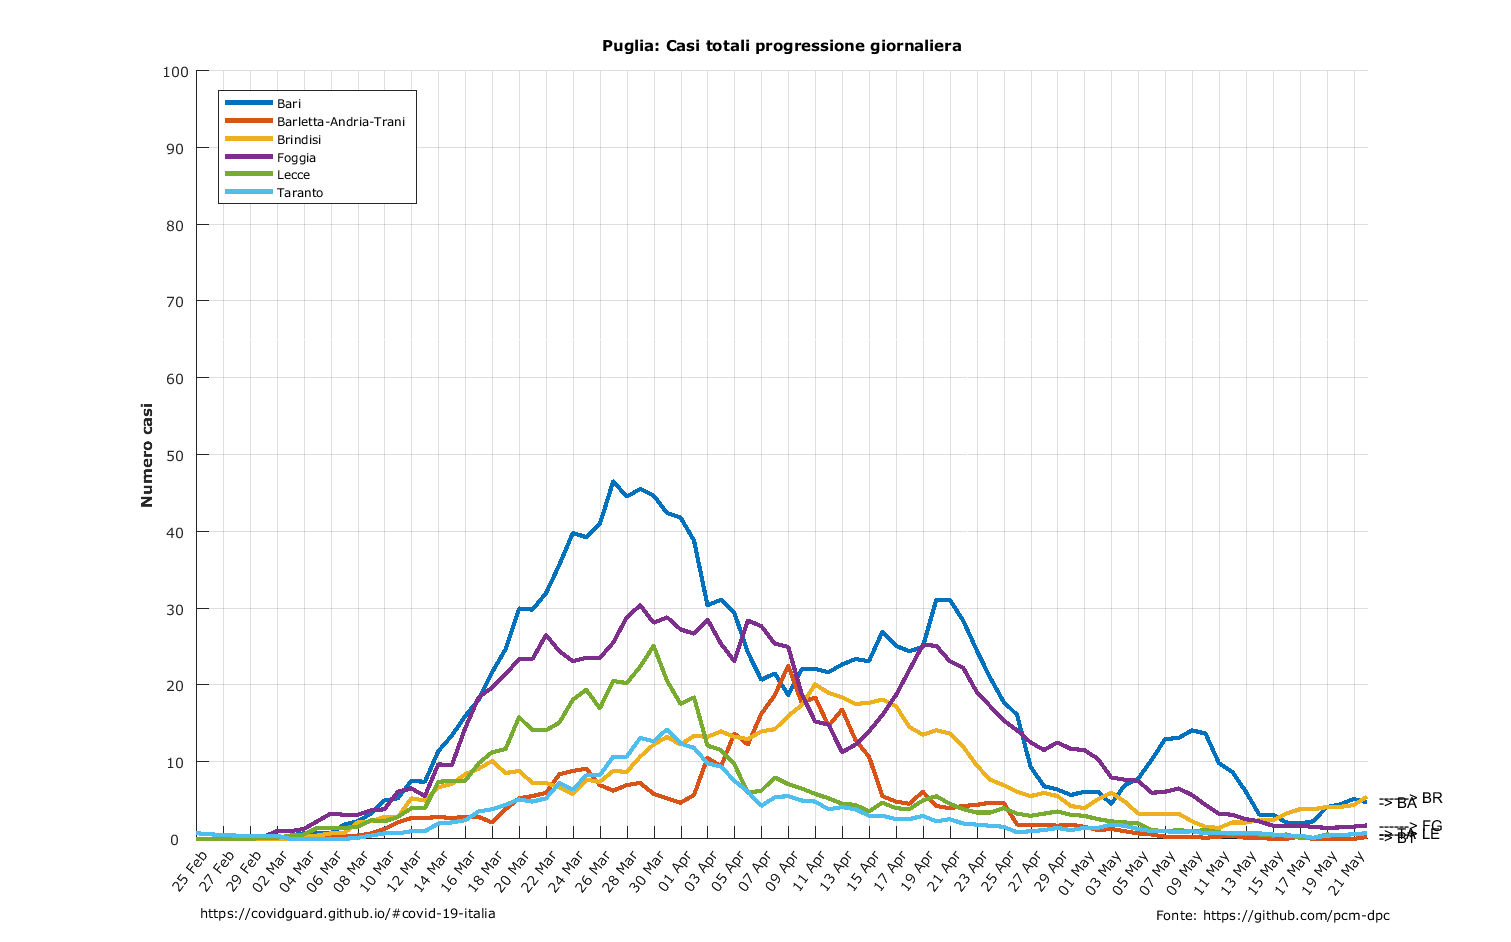 Puglia: Casi totali progressione giornaliera
100
90
80
70
60
50
40
30
20
10
0
Numero casi
Bari
Barletta-Andria-Trani
Brindisi
Foggia
Lecce
Taranto
25 Feb
27 Feb
29 Feb
02 Mar
04 Mar
06 Mar
08 Mar
10 Mar
12 Mar
14 Mar
16 Mar
18 Mar
20 Mar
22 Mar
24 Mar
26 Mar
28 Mar
30 Mar
01 Apr
03 Apr
05 Apr
07 Apr
09 Apr
11 Apr
13 Apr
15 Apr
17 Apr
19 Apr
21 Apr
23 Apr
25 Apr
27 Apr
29 Apr
01 May
03 May
05 May
07 May
09 May
11 May
13 May
15 May
17 May
19 May
21 May
-----> BR
-> BA
-----> FG
-----> LE
-> BT
https://covidguard.github.io/#covid-19-italia
Fonte: https://github.com/pcm-dpc